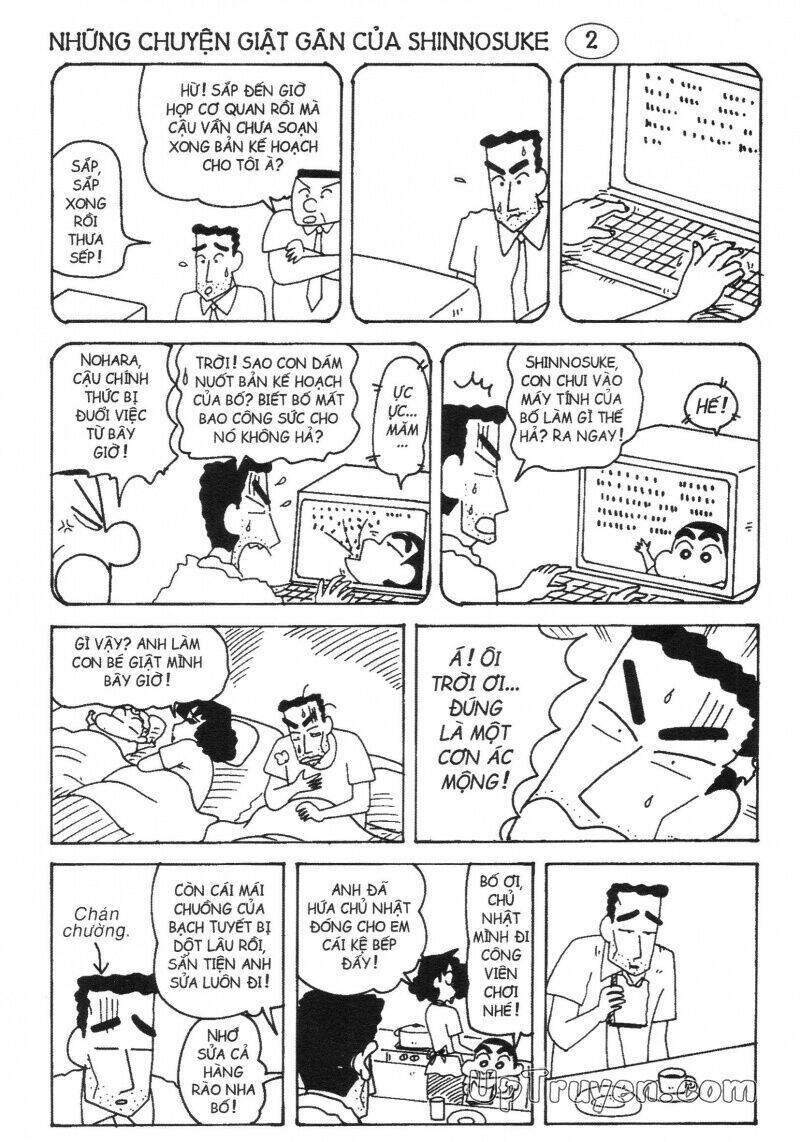 NHỮNG CHUYỆN GIẬT GÂN CỦA SHINNOSUKE 2
HỪ! SẮP ĐẾN GIỜ
HỌP CƠ QUAN RỒI MÀ
CẬU VẪN CHƯA SOẠN
XONG BẢN KẾ HOẠCH
CHO TÔI À?
SẮP,
SẮP
XONG
RỒI
THƯA
SẾP!
HẾ!
SHINNOSUKE,
CON CHUI VÀO
MÁY TÍNH CỦA
BỐ LÀM GÌ THẾ
HẢ? RA NGAY!
ỰC
ỰC...
MĂM
...
TRỜI! SAO CON DÁM
NUỐT BẢN KẾ HOẠCH
CỦA BỐ? BIẾT BỐ MẤT
BAO CÔNG SỨC CHO
NÓ KHÔNG HẢ?
NOHARA,
CẬU CHÍNH
THỨC BỊ
ĐUỔI VIỆC
TỪ BÂY
GIỜ!
Á! ÔI
TRỜI ƠI...
ĐÚNG
LÀ MỘT
CƠN ÁC
MỘNG!
GÌ VẬY? ANH LÀM
CON BÉ GIẬT MÌNH
BÂY GIỜ!
BỐ ƠI,
CHỦ
NHẬT
MÌNH ĐI
CÔNG
VIÊN
CHƠI
NHÉ!
ANH ĐÃ
HỨA CHỦ NHẬT
ĐÓNG CHO EM
CÁI KỆ BẾP
ĐẤY!
CÒN CÁI MÁI
CHUỒNG CỦA
BẠCH TUYẾT BỊ
DỘT LÂU RỒI,
SẴN TIỆN ANH
SỬA LUÔN ĐI!
NHỚ
SỬA CẢ
HÀNG
RÀO NHA
BỐ!
Chán
chường.
UpTruyen.com